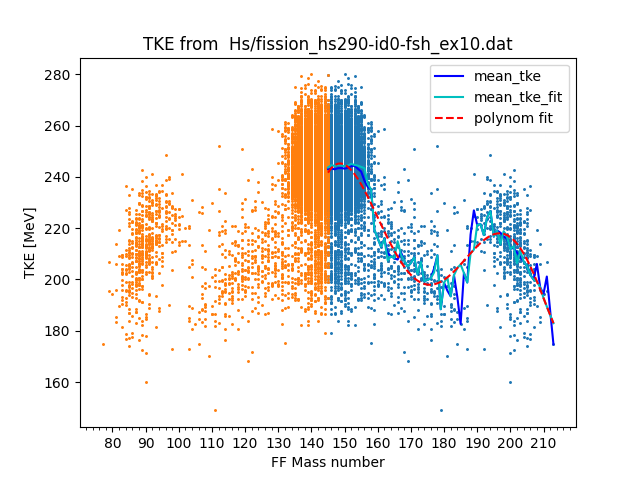 TKE from  Hs/fission_hs290-id0-fsh_ex10.dat
mean_tke
mean_tke_fit
polynom fit
TKE [MeV]
280
260
240
220
200
180
160
80 90 100 110 120 130 140 150 160 170 180 190 200 210
FF Mass number